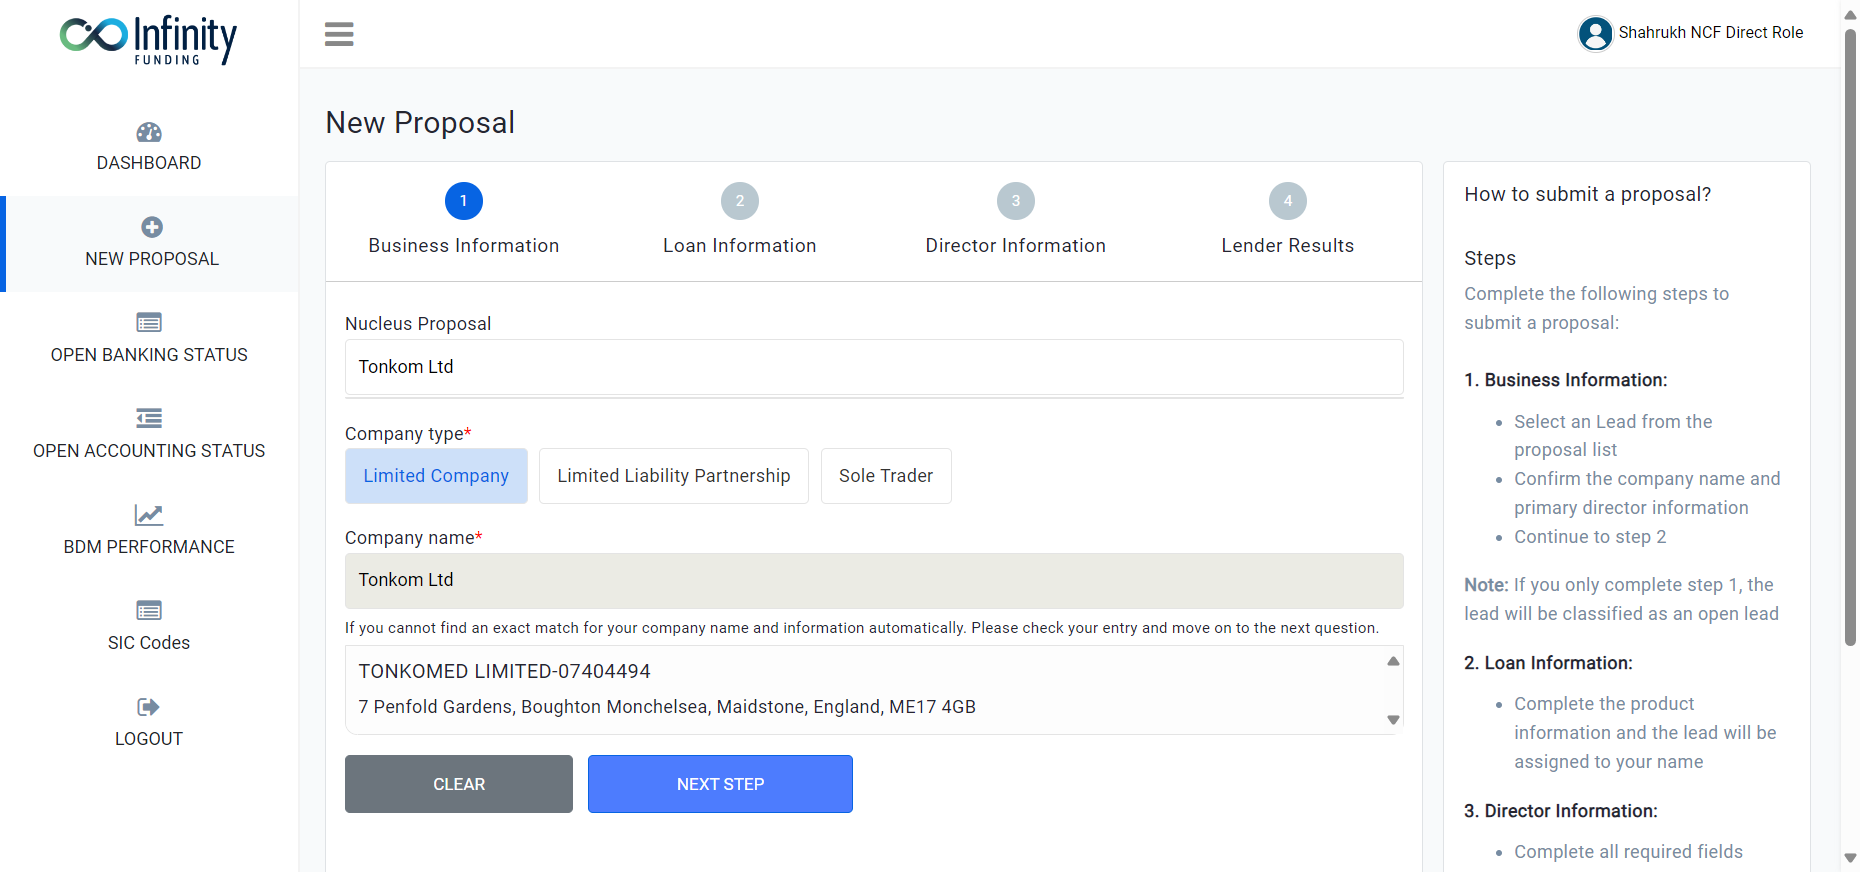 Infinity
FUNDING
Shahrukh NCF Direct Role
DASHBOARD
NEW PROPOSAL
OPEN BANKING STATUS
OPEN ACCOUNTING STATUS
BDM PERFORMANCE
SIC Codes
LOGOUT
New Proposal
1
2
3
4
Business Information
Loan Information
Director Information
Lender Results
Nucleus Proposal
Tonkom Ltd
Company type*
Limited Company
Limited Liability Partnership
Sole Trader
Company name*
Tonkom Ltd
If you cannot find an exact match for your company name and information automatically. Please check your entry and move on to the next question.
TONKOMED LIMITED-07404494
7 Penfold Gardens, Boughton Monchelsea, Maidstone, England, ME17 4GB
CLEAR
NEXT STEP
How to submit a proposal?
Steps
Complete the following steps to
submit a proposal:
1. Business Information:
• Select an Lead from the
proposal list
• Confirm the company name and
primary director information
• Continue to step 2
Note: If you only complete step 1, the
lead will be classified as an open lead
2. Loan Information:
• Complete the product
information and the lead will be
assigned to your name
3. Director Information:
• Complete all required fields